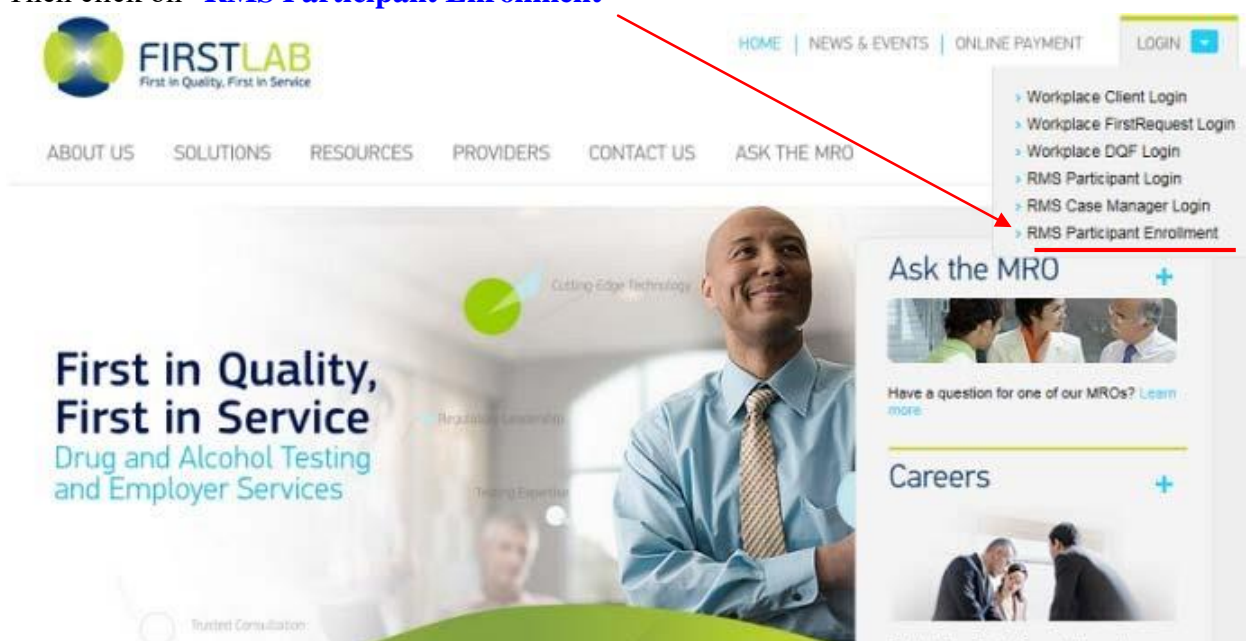 Then click on "RMS Participant Enrollment"
FIRSTLAB
First in Quality, First in Service
HOME | NEWS & EVENTS | ONLINE PAYMENT
LOGIN
› Workplace Client Login
› Workplace FirstRequest Login
› Workplace DQF Login
› RMS Participant Login
› RMS Case Manager Login
› RMS Participant Enrollment
ABOUT US SOLUTIONS RESOURCES PROVIDERS CONTACT US ASK THE MRO
Cutting-Edge Technology
First in Quality,
First in Service
Drug and Alcohol Testing
and Employer Services
Regulatory Leadership
Testing Expertise
Trusted Consultation
Ask the MRO +
Have a question for one of our MROs? Learn
more
Careers +